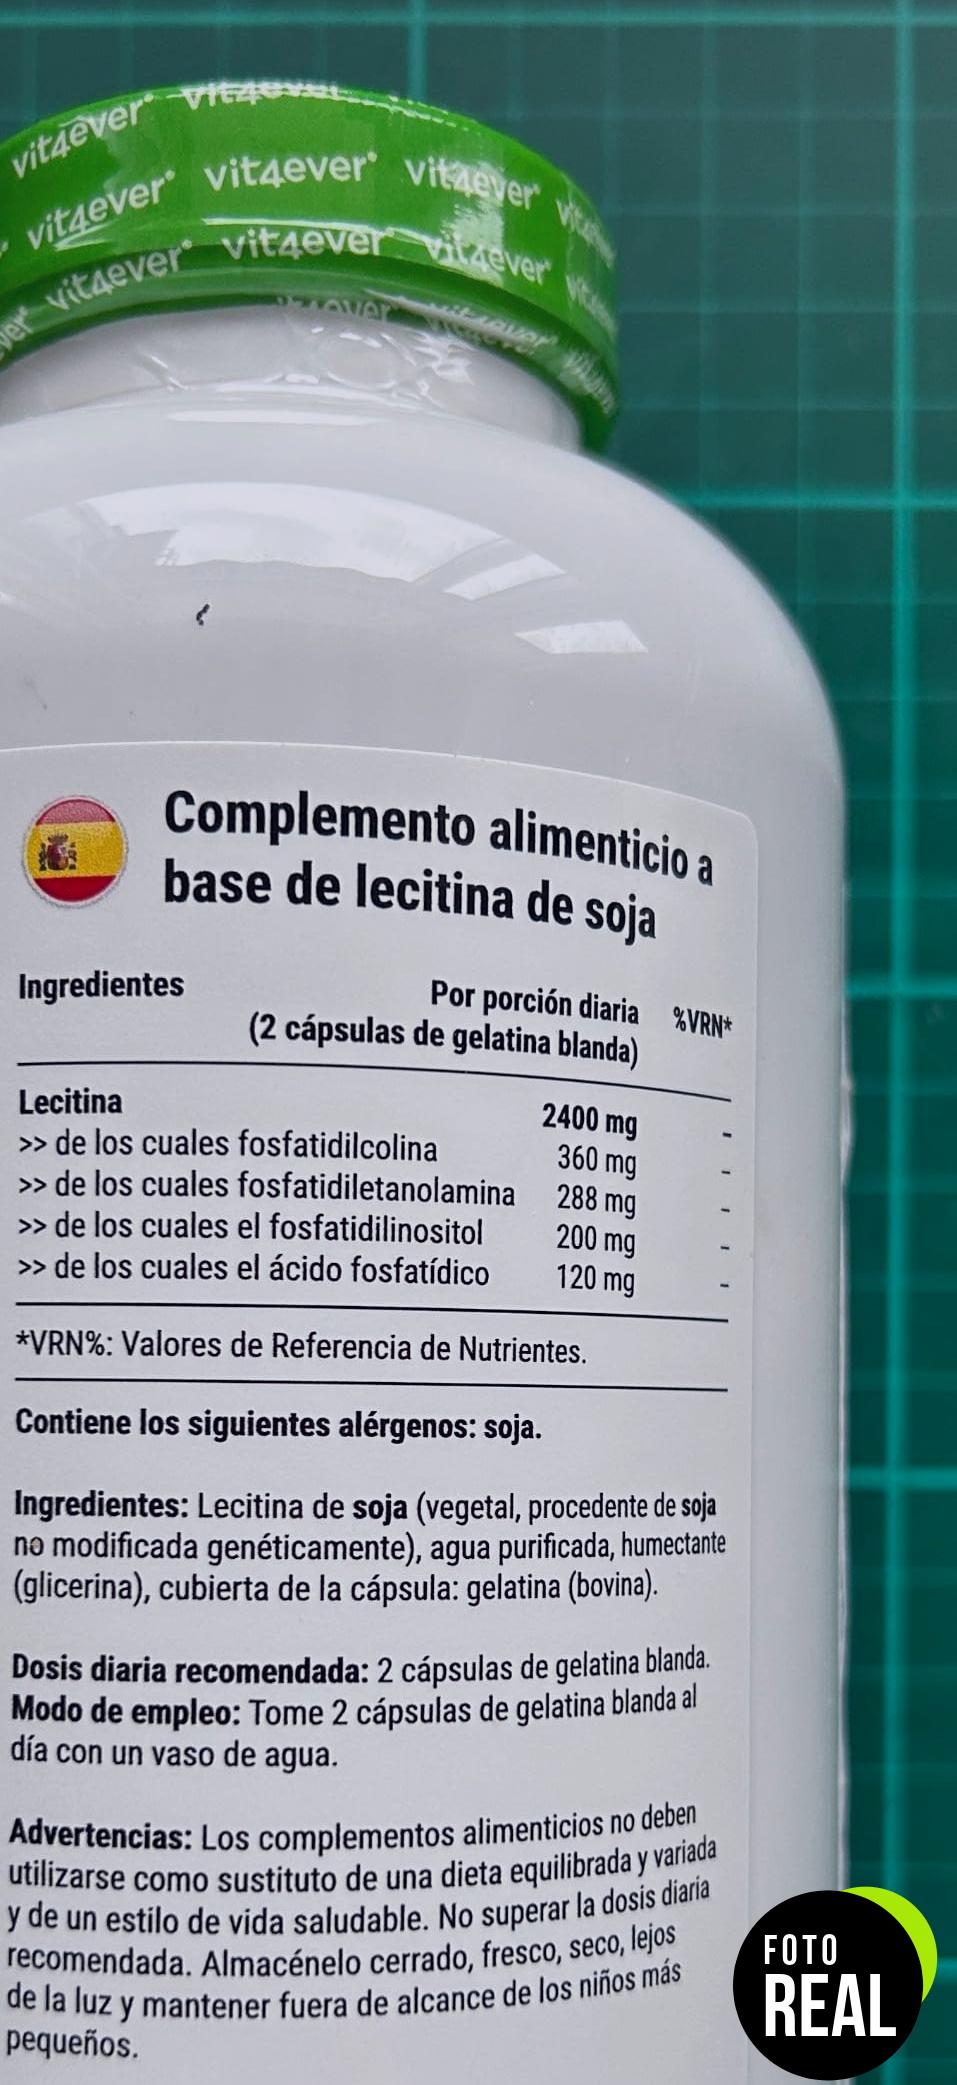 vit4ever® vit4ever
vit4ever® vit4ever® vit4ever®
vit4ever® vit4ever® vit4ever®
Complemento alimenticio a
base de lecitina de soja
Ingredientes Por porción diaria %VRN*
(2 cápsulas de gelatina blanda)
Lecitina 2400 mg -
>> de los cuales fosfatidilcolina 360 mg -
>> de los cuales fosfatidiletanolamina 288 mg -
>> de los cuales el fosfatidilinositol 200 mg -
>> de los cuales el ácido fosfatídico 120 mg -
*VRN%: Valores de Referencia de Nutrientes.
Contiene los siguientes alérgenos: soja.
Ingredientes: Lecitina de soja (vegetal, procedente de soja
no modificada genéticamente), agua purificada, humectante
(glicerina), cubierta de la cápsula: gelatina (bovina).
Dosis diaria recomendada: 2 cápsulas de gelatina blanda.
Modo de empleo: Tome 2 cápsulas de gelatina blanda al
día con un vaso de agua.
Advertencias: Los complementos alimenticios no deben
utilizarse como sustituto de una dieta equilibrada y variada
y de un estilo de vida saludable. No superar la dosis diaria
recomendada. Almacénelo cerrado, fresco, seco, lejos
de la luz y mantener fuera de alcance de los niños más
pequeños.
FOTO
REAL